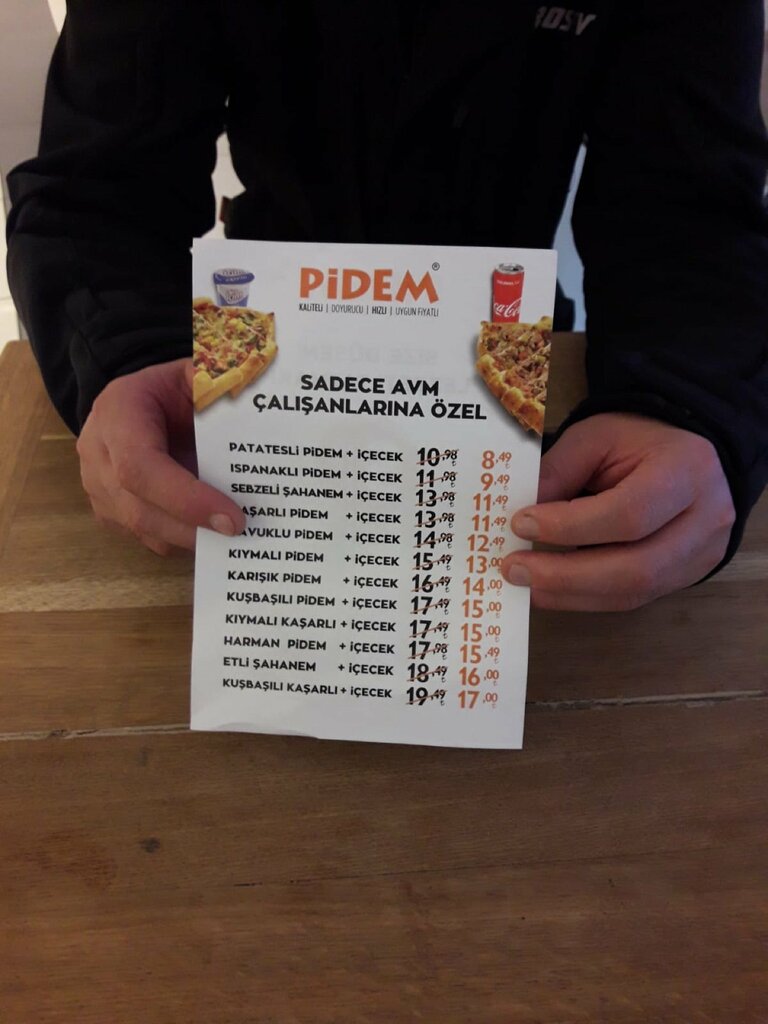 PiDEM®
KALİTELİ | DOYURUCU | HIZLI | UYGUN FİYATLI
SADECE AVM
ÇALIŞANLARINA ÖZEL
PATATESLİ PİDEM + İÇECEK 10,98₺ 8,49₺
ISPANAKLI PİDEM + İÇECEK 11,98₺ 9,49₺
SEBZELİ ŞAHANEM + İÇECEK 13,98₺ 11,49₺
AŞARLI PİDEM + İÇECEK 13,98₺ 11,49₺
AVUKLU PİDEM + İÇECEK 14,98₺ 12,49₺
KIYMALI PİDEM + İÇECEK 15,49₺ 13,00₺
KARIŞIK PİDEM + İÇECEK 16,49₺ 14,00₺
KUŞBAŞILI PİDEM + İÇECEK 17,49₺ 15,00₺
KIYMALI KAŞARLI + İÇECEK 17,49₺ 15,00₺
HARMAN PİDEM + İÇECEK 17,98₺ 15,49₺
ETLİ ŞAHANEM + İÇECEK 18,49₺ 16,00₺
KUŞBAŞILI KAŞARLI + İÇECEK 19,49₺ 17,00₺